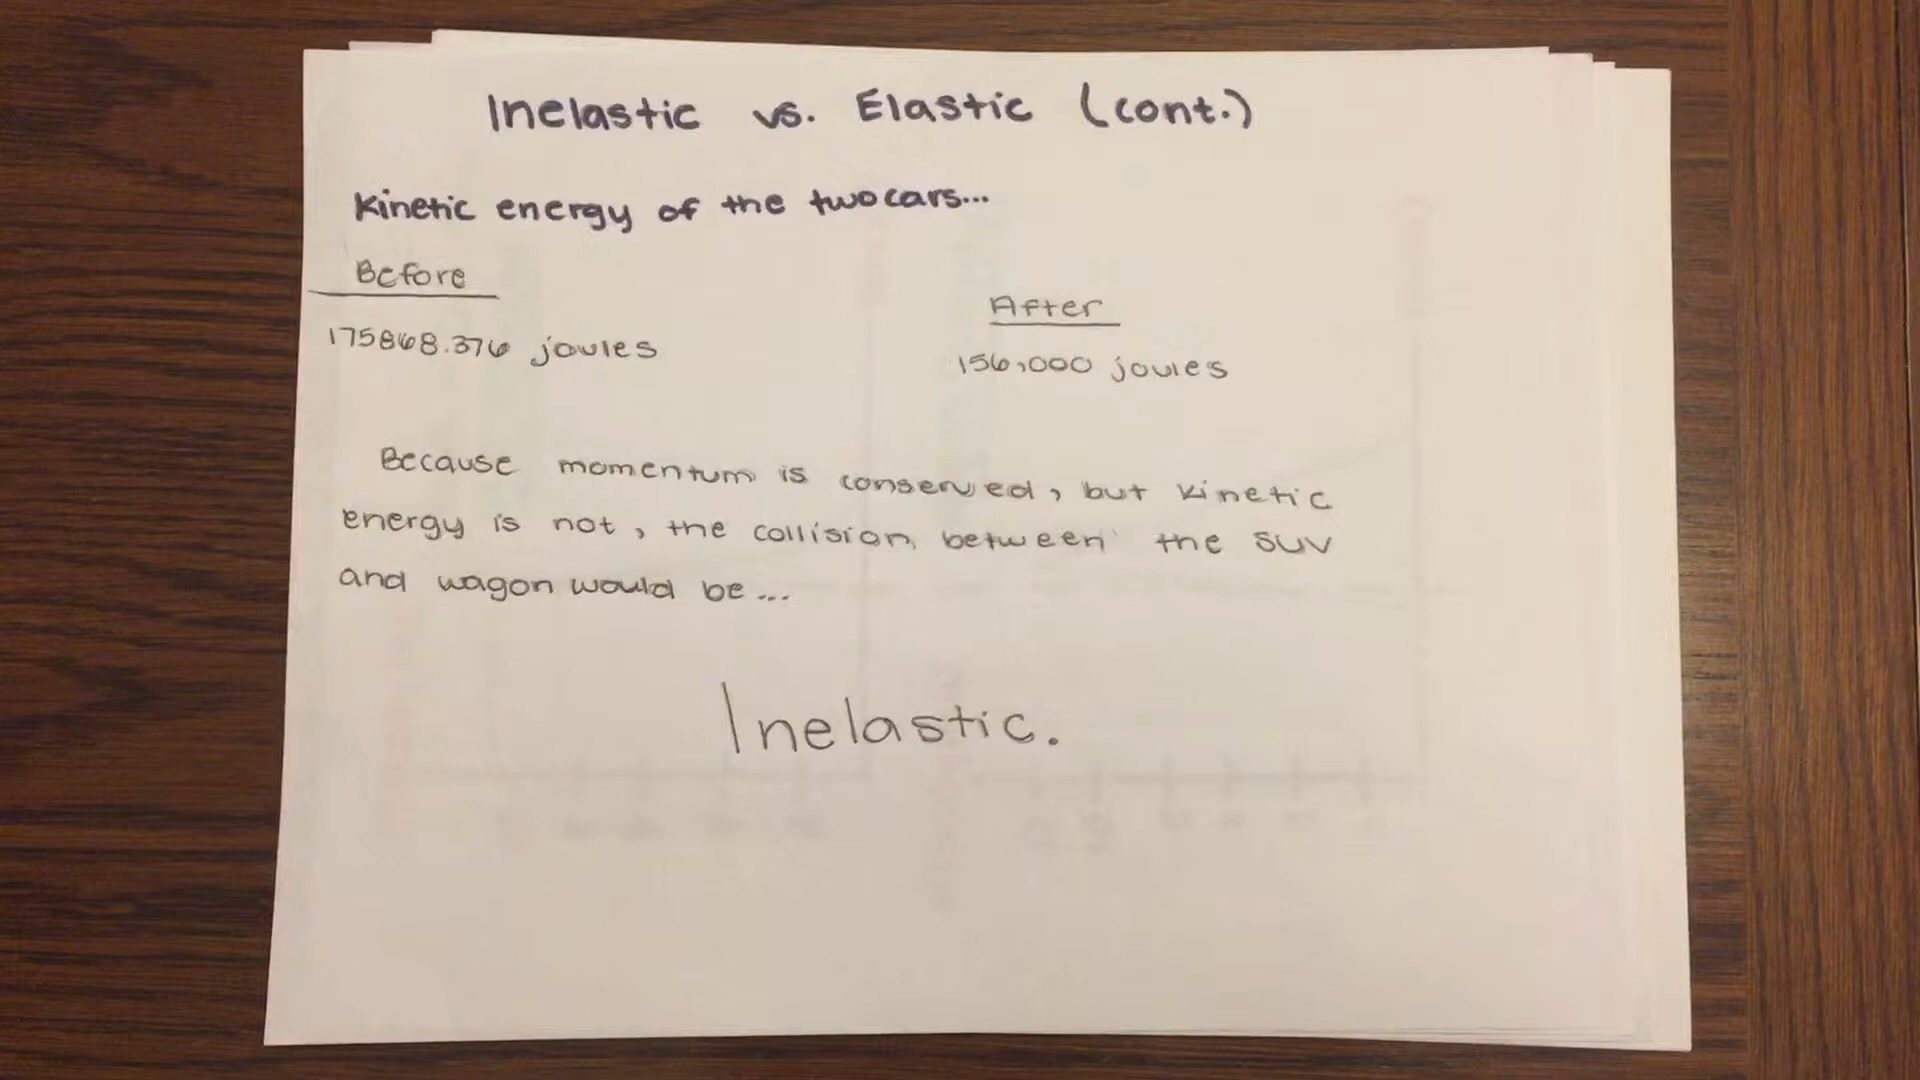 Inelastic vs. Elastic (cont.)
Kinetic energy of the two cars...
Before
After
175868.376 joules
156,000 joules
Because momentum is conserved, but kinetic
energy is not, the collision between the SUV
and wagon would be...
Inelastic.